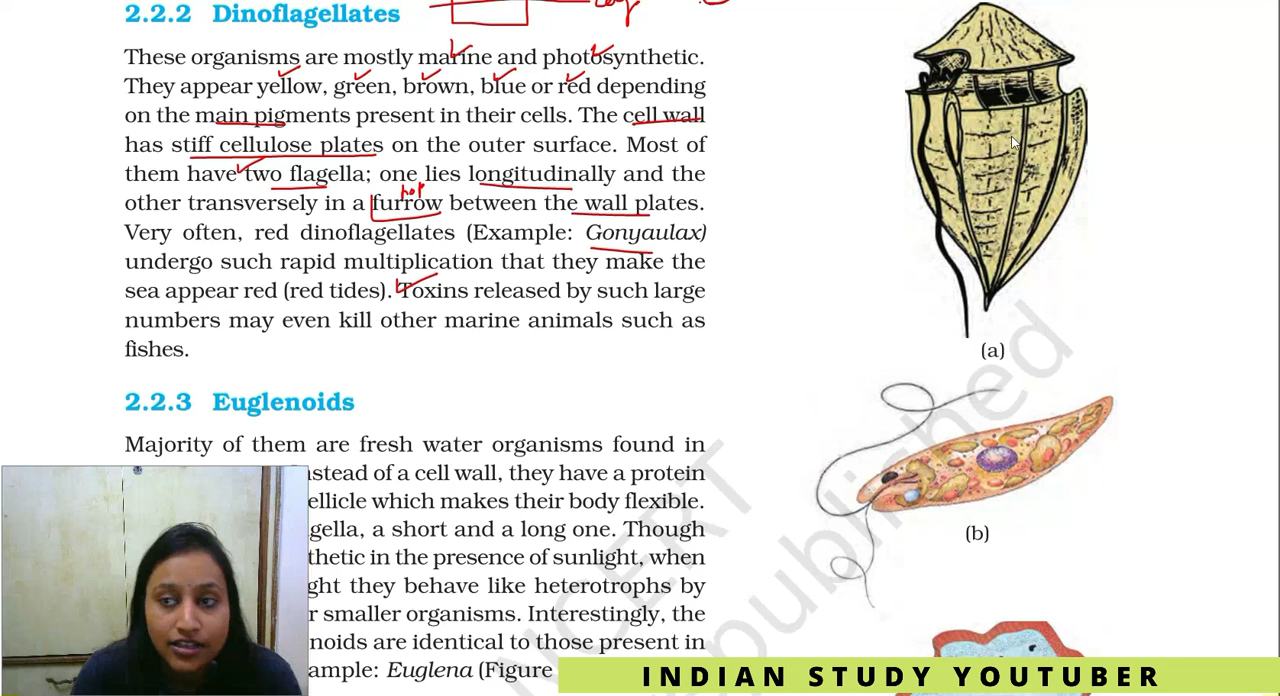 2.2.2 Dinoflagellates
These organisms are mostly marine and photosynthetic.
They appear yellow, green, brown, blue or red depending
on the main pigments present in their cells. The cell wall
has stiff cellulose plates on the outer surface. Most of
them have two flagella; one lies longitudinally and the
other transversely in a furrow between the wall plates.
Very often, red dinoflagellates (Example: Gonyaulax)
undergo such rapid multiplication that they make the
sea appear red (red tides). Toxins released by such large
numbers may even kill other marine animals such as
fishes.
(a)
2.2.3 Euglenoids
Majority of them are fresh water organisms found in
nstead of a cell wall, they have a protein
ellicle which makes their body flexible.
gella, a short and a long one. Though
thetic in the presence of sunlight, when
ght they behave like heterotrophs by
r smaller organisms. Interestingly, the
noids are identical to those present in
ample: Euglena (Figure
(b)
NCERT
published
INDIAN STUDY YOUTUBER